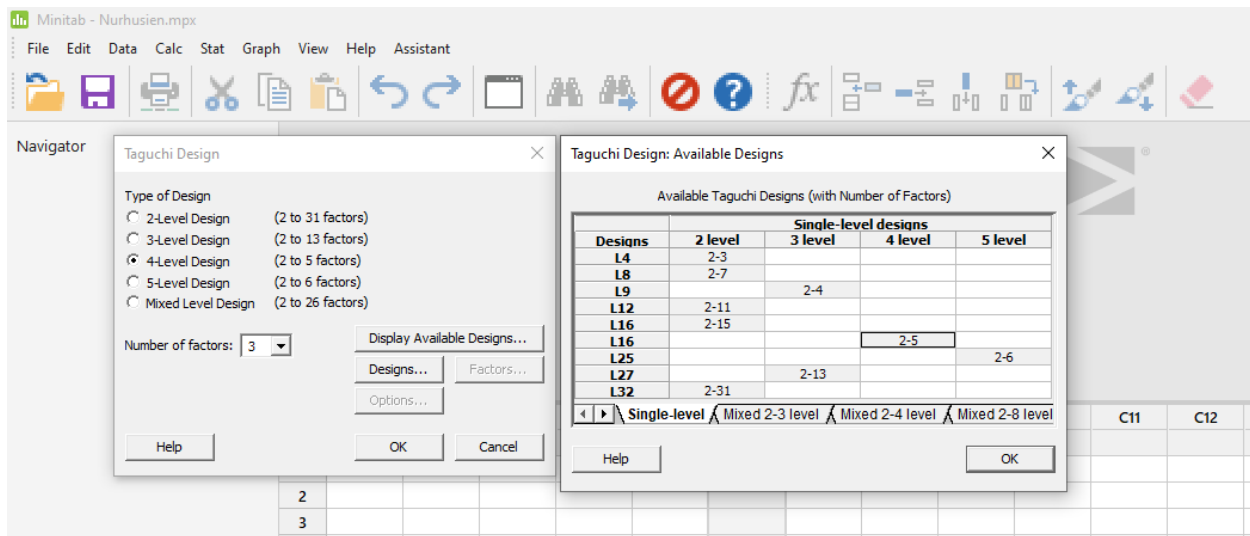 Minitab - Nurhusien.mpx
File Edit Data Calc Stat Graph View Help Assistant
fx
Navigator
Taguchi Design
Type of Design
2-Level Design (2 to 31 factors)
3-Level Design (2 to 13 factors)
4-Level Design (2 to 5 factors)
5-Level Design (2 to 6 factors)
Mixed Level Design (2 to 26 factors)
Number of factors: 3
Display Available Designs...
Designs... Factors...
Options...
Help OK Cancel
Taguchi Design: Available Designs
Available Taguchi Designs (with Number of Factors)
Single-level designs
Designs 2 level 3 level 4 level 5 level
L4 2-3
L8 2-7
L9 2-4
L12 2-11
L16 2-15
L16 2-5
L25 2-6
L27 2-13
L32 2-31
Single-level Mixed 2-3 level Mixed 2-4 level Mixed 2-8 level
Help OK
®
C11 C12
2
3